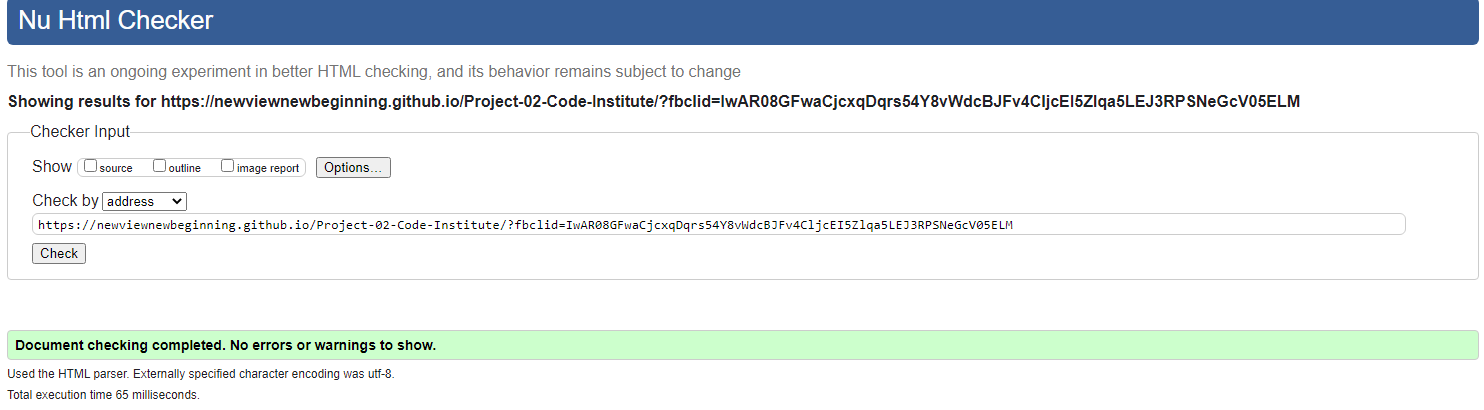 Nu Html Checker
This tool is an ongoing experiment in better HTML checking, and its behavior remains subject to change
Showing results for https://newviewnewbeginning.github.io/Project-02-Code-Institute/?fbclid=IwAR08GFwaCjcxqDqrs54Y8vWdcBJFv4CljcEI5Zlqa5LEJ3RPSNeGcV05ELM
Checker Input
Show source outline image report Options...
Check by address
https://newviewnewbeginning.github.io/Project-02-Code-Institute/?fbclid=IwAR08GFwaCjcxqDqrs54Y8vWdcBJFv4CljcEI5Zlqa5LEJ3RPSNeGcV05ELM
Check
Document checking completed. No errors or warnings to show.
Used the HTML parser. Externally specified character encoding was utf-8.
Total execution time 65 milliseconds.